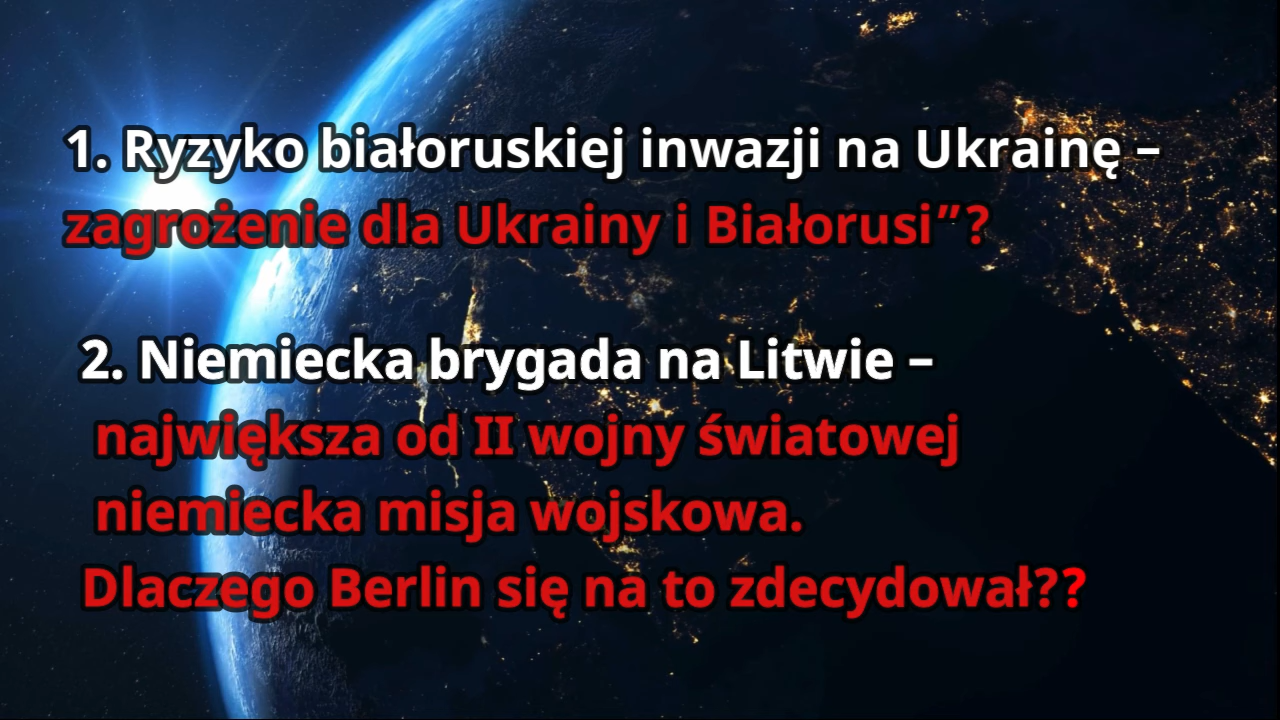 1. Ryzyko białoruskiej inwazji na Ukrainę –
zagrożenie dla Ukrainy i Białorusi”?
2. Niemiecka brygada na Litwie –
największa od II wojny światowej
niemiecka misja wojskowa.
Dlaczego Berlin się na to zdecydował??